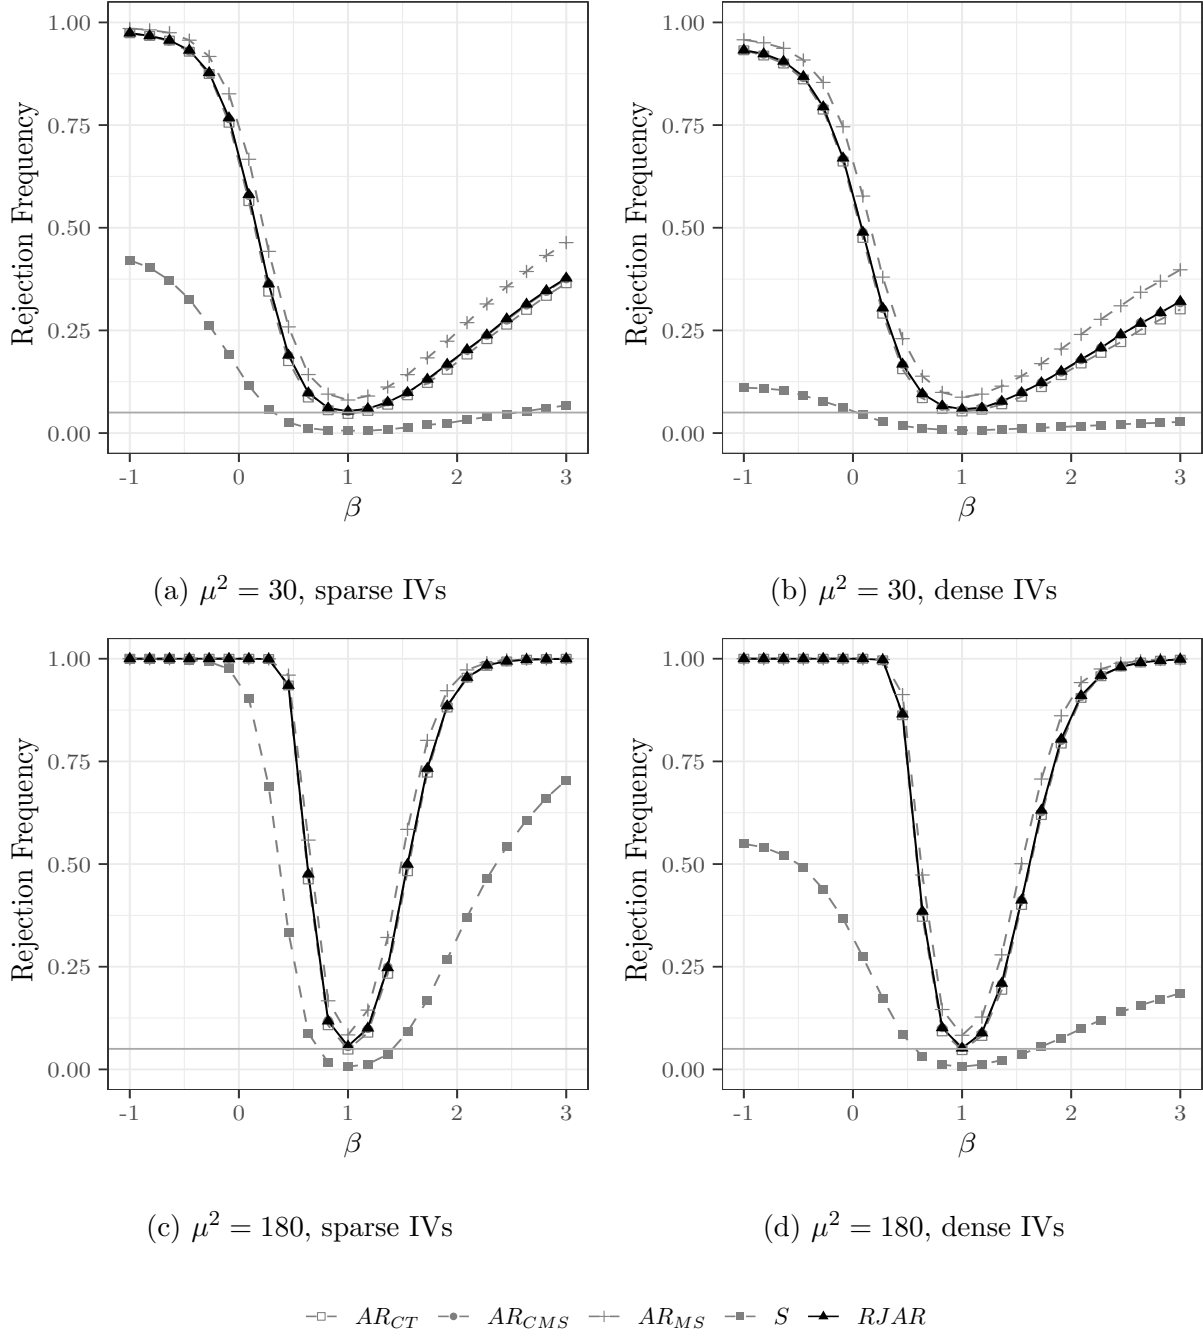 1.00
0.75
0.50
0.25
0.00
Rejection Frequency
-1 0 1 2 3
β
(a) μ² = 30, sparse IVs
1.00
0.75
0.50
0.25
0.00
Rejection Frequency
-1 0 1 2 3
β
(b) μ² = 30, dense IVs
1.00
0.75
0.50
0.25
0.00
Rejection Frequency
-1 0 1 2 3
β
(c) μ² = 180, sparse IVs
1.00
0.75
0.50
0.25
0.00
Rejection Frequency
-1 0 1 2 3
β
(d) μ² = 180, dense IVs
AR_CT AR_CMS AR_MS S RJAR